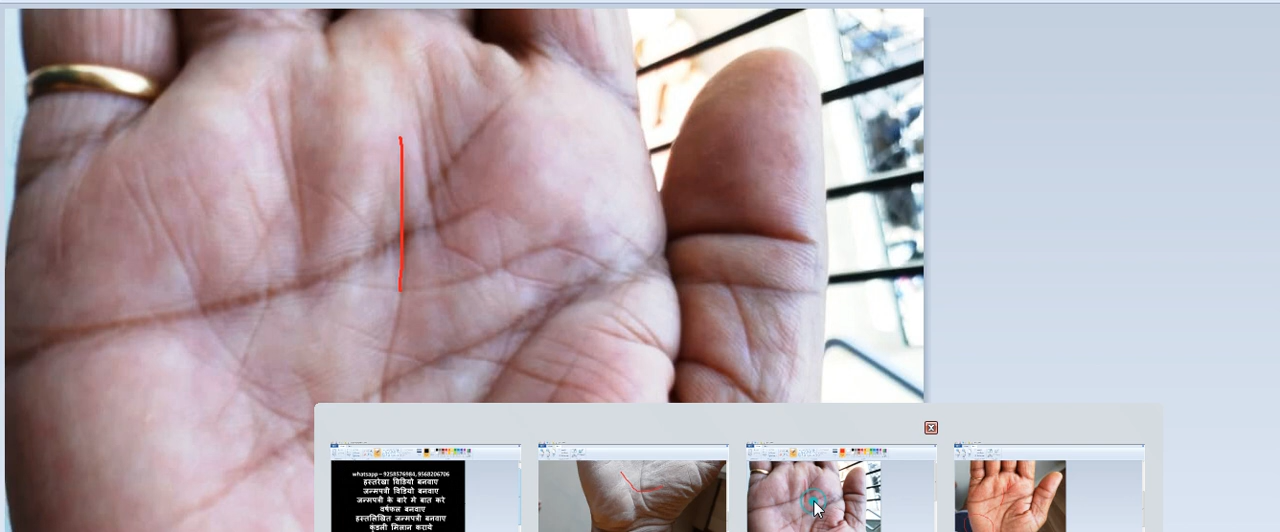 whatsapp – 9258576984, 9568206706
हस्तरेखा विडियो बनवाए
जन्मपत्री विडियो बनवाए
जन्मपत्री के बारे मे बात करे
वर्षफल बनवाए
हस्तलिखित जन्मपत्री बनवाए
कुंडली मिलान कराये